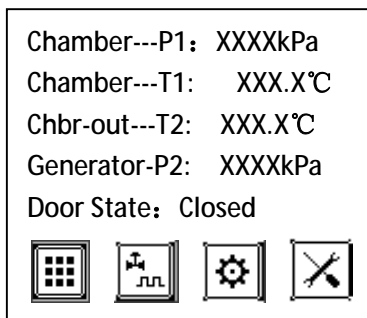 Chamber---P1：XXXXkPa
Chamber---T1: XXX.X℃
Chbr-out---T2: XXX.X℃
Generator-P2: XXXXkPa
Door State：Closed